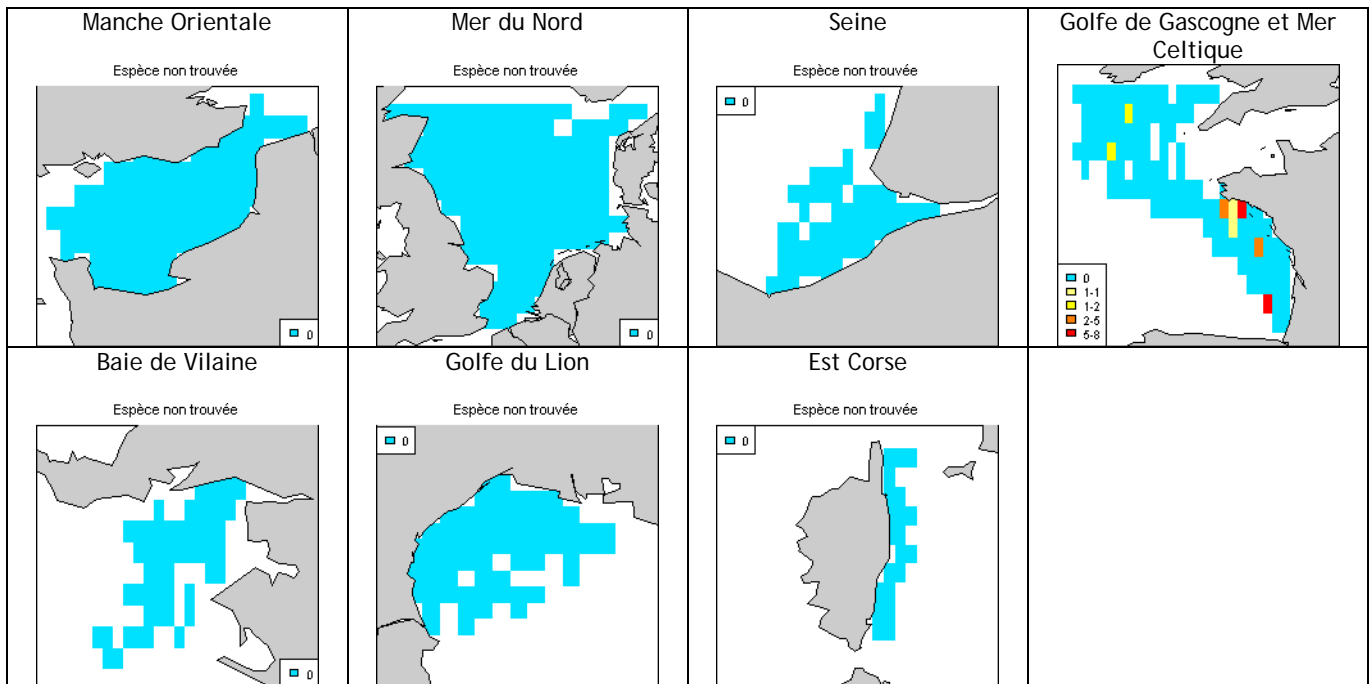 Manche Orientale
Espèce non trouvée
0
Mer du Nord
Espèce non trouvée
0
Seine
Espèce non trouvée
0
Golfe de Gascogne et Mer
Celtique
0
1-1
1-2
2-5
5-8
Baie de Vilaine
Espèce non trouvée
0
Golfe du Lion
Espèce non trouvée
0
Est Corse
Espèce non trouvée
0